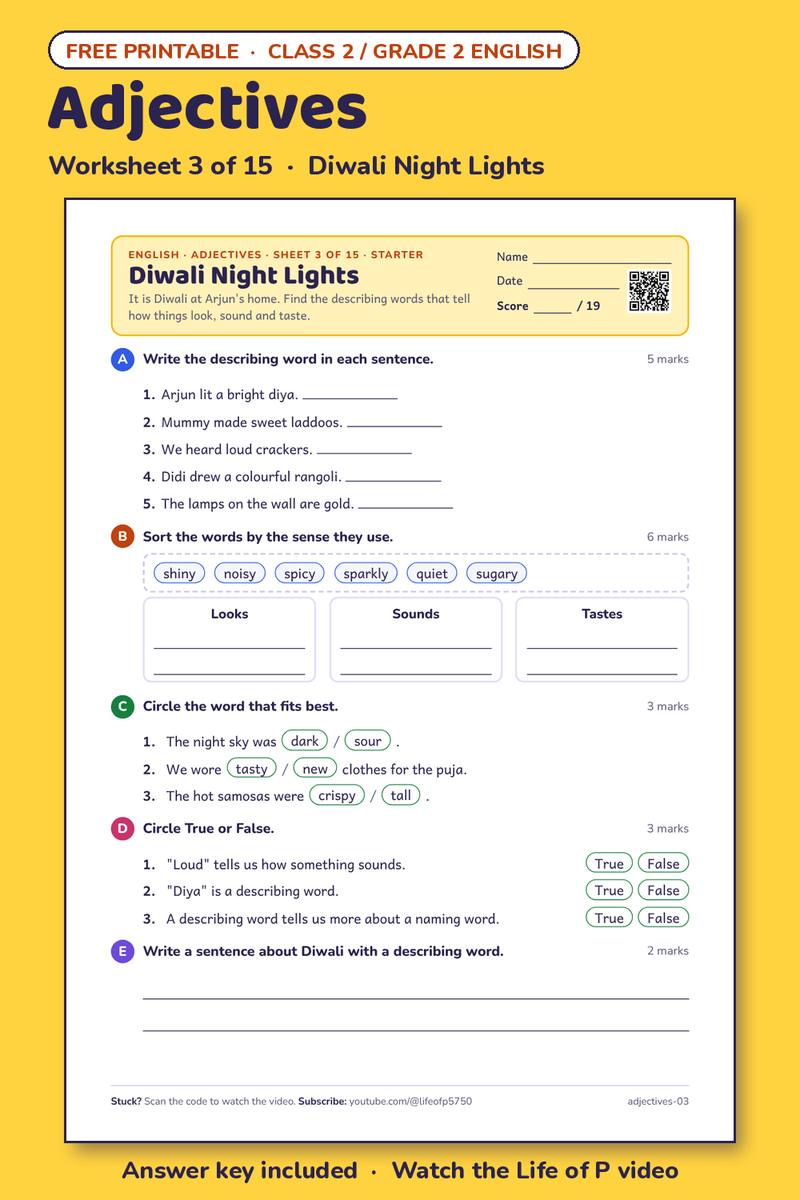 FREE PRINTABLE · CLASS 2 / GRADE 2 ENGLISH
Adjectives
Worksheet 3 of 15 · Diwali Night Lights
ENGLISH · ADJECTIVES · SHEET 3 OF 15 · STARTER
Diwali Night Lights
It is Diwali at Arjun's home. Find the describing words that tell
how things look, sound and taste.
Name ____
Date ____
Score ____ / 19
A Write the describing word in each sentence. 5 marks
1. Arjun lit a bright diya. ____
2. Mummy made sweet laddoos. ____
3. We heard loud crackers. ____
4. Didi drew a colourful rangoli. ____
5. The lamps on the wall are gold. ____
B Sort the words by the sense they use. 6 marks
shiny noisy spicy sparkly quiet sugary
Looks Sounds Tastes
C Circle the word that fits best. 3 marks
1. The night sky was dark / sour .
2. We wore tasty / new clothes for the puja.
3. The hot samosas were crispy / tall .
D Circle True or False. 3 marks
1. "Loud" tells us how something sounds. True False
2. "Diya" is a describing word. True False
3. A describing word tells us more about a naming word. True False
E Write a sentence about Diwali with a describing word. 2 marks
Stuck? Scan the code to watch the video. Subscribe: youtube.com/@lifeofp5750 adjectives-03
Answer key included · Watch the Life of P video